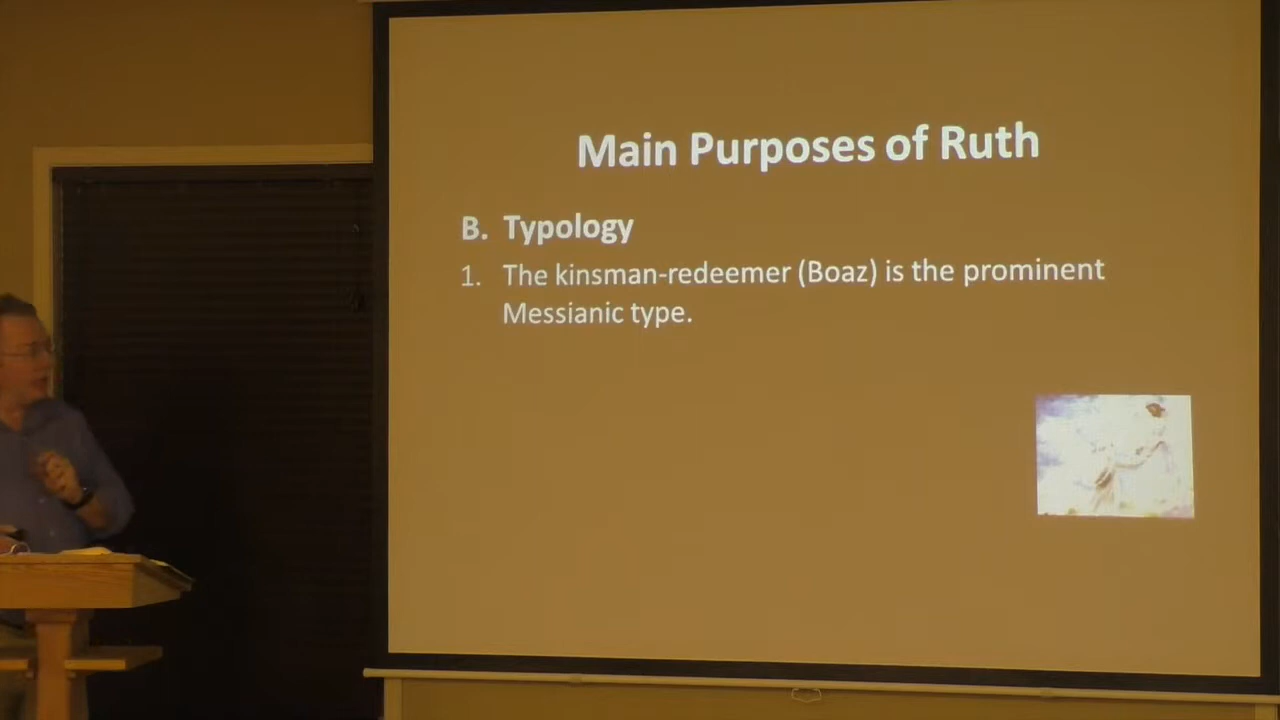 Main Purposes of Ruth
B. Typology
1. The kinsman-redeemer (Boaz) is the prominent
Messianic type.